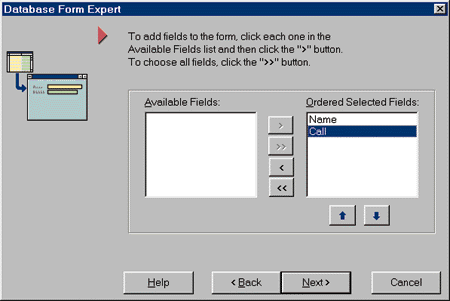 Database Form Expert
To add fields to the form, click each one in the
Available Fields list and then click the ">" button.
To choose all fields, click the ">>" button.
Available Fields:
Ordered Selected Fields:
>
>>
<
<<
Name
Call
Help
< Back
Next >
Cancel